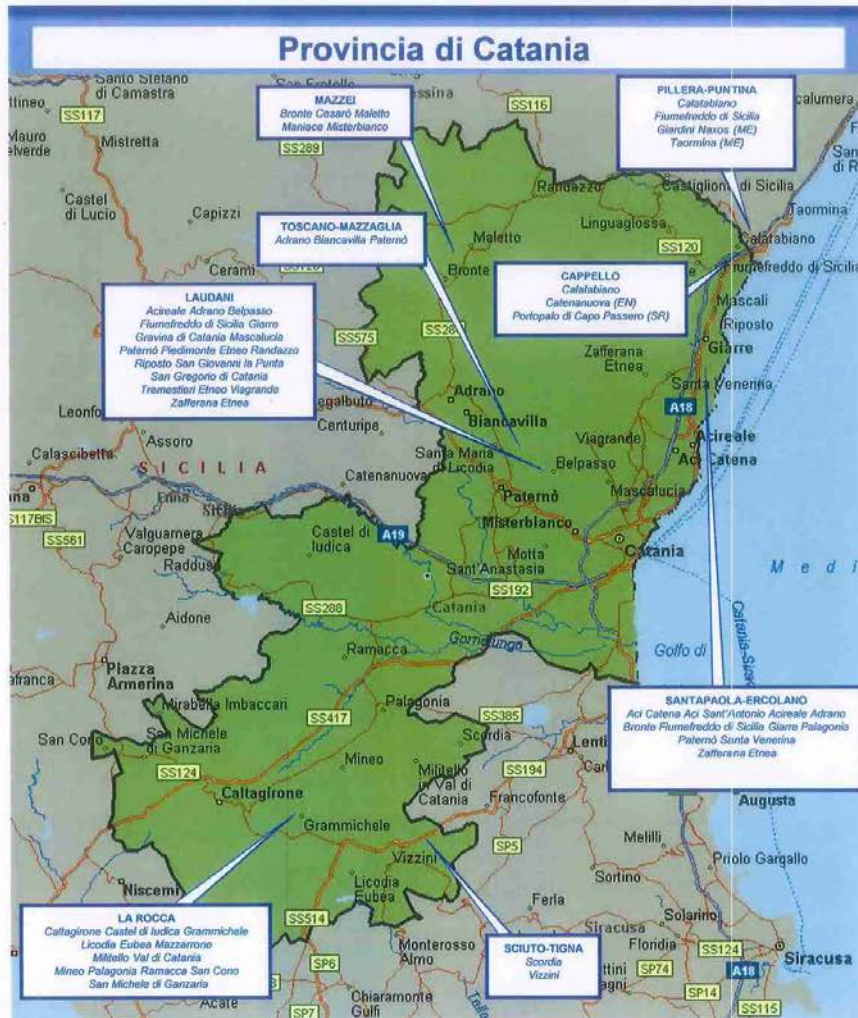 Provincia di Catania
Santo Stefano
di Camastra
SS117
Mistretta
Mauro
Castel
di Lucio
Capizzi
SS289
SS116
MAZZEI
Bronte Cesarò Maletto
Maniace Misterbianco
PILLERA-PUNTINA
Calatabiano
Fiumefreddo di Sicilia
Giardini Naxos (ME)
Taormina (ME)
Randazzo
Castiglione di Sicilia
Taormina
Linguaglossa
SS120
Calatabiano
Fiumefreddo di Sicilia
TOSCANO-MAZZAGLIA
Adrano Biancavilla Paternò
Maletto
Bronte
Cerami
CAPPELLO
Calatabiano
Catenanuova (EN)
Portopalo di Capo Passero (SR)
Mascali
Riposto
Giarre
LAUDANI
Acireale Adrano Belpasso
Fiumefreddo di Sicilia Giarre
Gravina di Catania Mascalucia
Paternò Piedimonte Etneo Randazzo
Riposto San Giovanni la Punta
San Gregorio di Catania
Tremestieri Etneo Viagrande
Zafferana Etnea
SS575
Zafferana
Etnea
Santa Venerina
Adrano
A18
Biancavilla
Centuripe
Assoro
Calascibetta
SICILIA
Santa Maria
di Licodia
Catenanuova
Viagrande
Acireale
Aci Catena
Belpasso
Mascalucia
Paternò
Misterbianco
Enna
SS117BIS
SS561
Valguarnera
Caropepe
Raddusa
Castel di
Iudica
A19
Motta
Sant'Anastasia
Catania
SS192
Catania
SS288
Aidone
Gornalunga
Golfo di
Medi
Piazza
Armerina
Ramacca
Mirabella Imbaccari
Palagonia
SS417
SS385
SANTAPAOLA-ERCOLANO
Aci Catena Aci Sant'Antonio Acireale Adrano
Bronte Fiumefreddo di Sicilia Giarre Palagonia
Paternò Santa Venerina
Zafferana Etnea
San Cono
San Michele
di Ganzaria
Scordia
Mineo
SS124
Militello
in Val di
Catania
SS194
Caltagirone
Francofonte
Augusta
Grammichele
SP5
Melilli
Vizzini
Priolo Gargallo
Sortino
Niscemi
Licodia
Eubea
LA ROCCA
Caltagirone Castel di Iudica Grammichele
Licodia Eubea Mazzarrone
Militello Val di Catania
Mineo Palagonia Ramacca San Cono
San Michele di Ganzaria
SS514
Ferla
Siracusa
Solarino
Floridia
SS124
Siracusa
Monterosso
Almo
SCIUTO-TIGNA
Scordia
Vizzini
SP6
SP74
A18
Chiaramonte
Gulfi
SP14
Acate
SP7
SS115